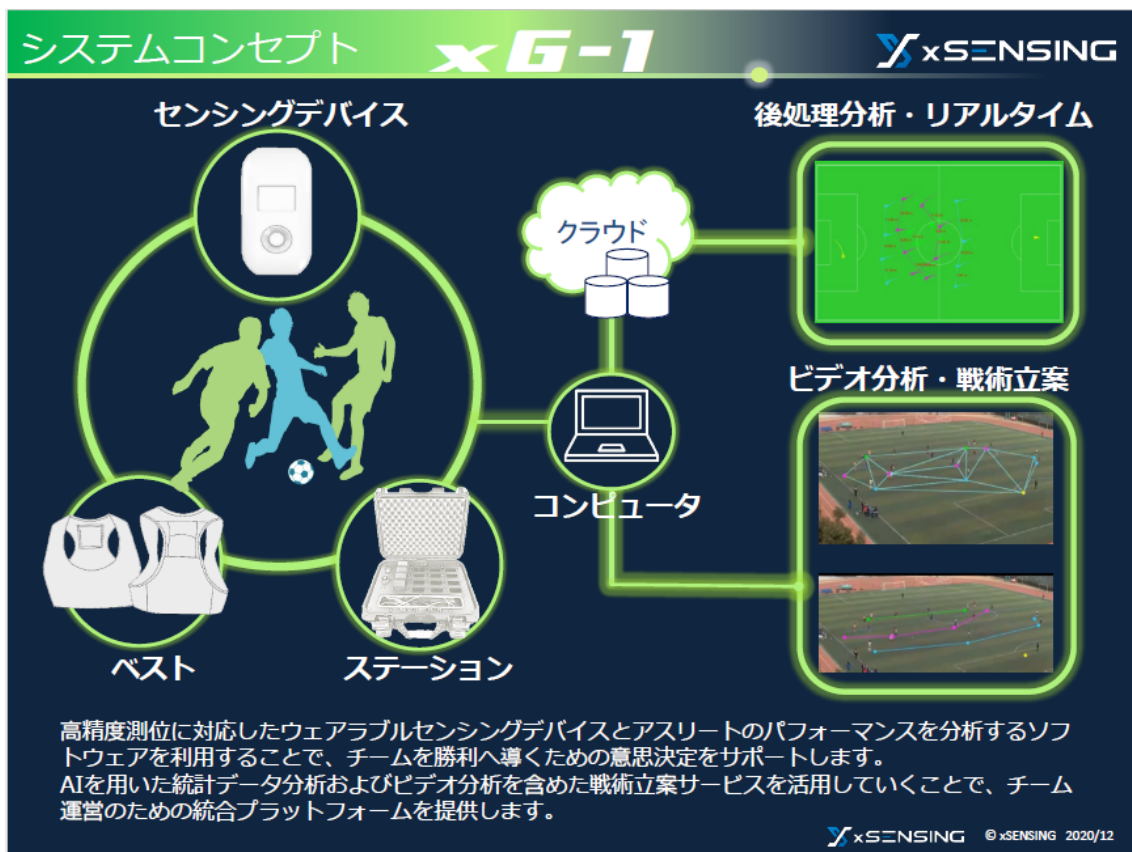 システムコンセプト
xG-1
xSENSING
センシングデバイス
後処理分析・リアルタイム
クラウド
ビデオ分析・戦術立案
コンピュータ
ベスト
ステーション
高精度測位に対応したウェアラブルセンシングデバイスとアスリートのパフォーマンスを分析するソフ
トウェアを利用することで、チームを勝利へ導くための意思決定をサポートします。
AIを用いた統計データ分析およびビデオ分析を含めた戦術立案サービスを活用していくことで、チーム
運営のための統合プラットフォームを提供します。
xSENSING © xSENSING 2020/12